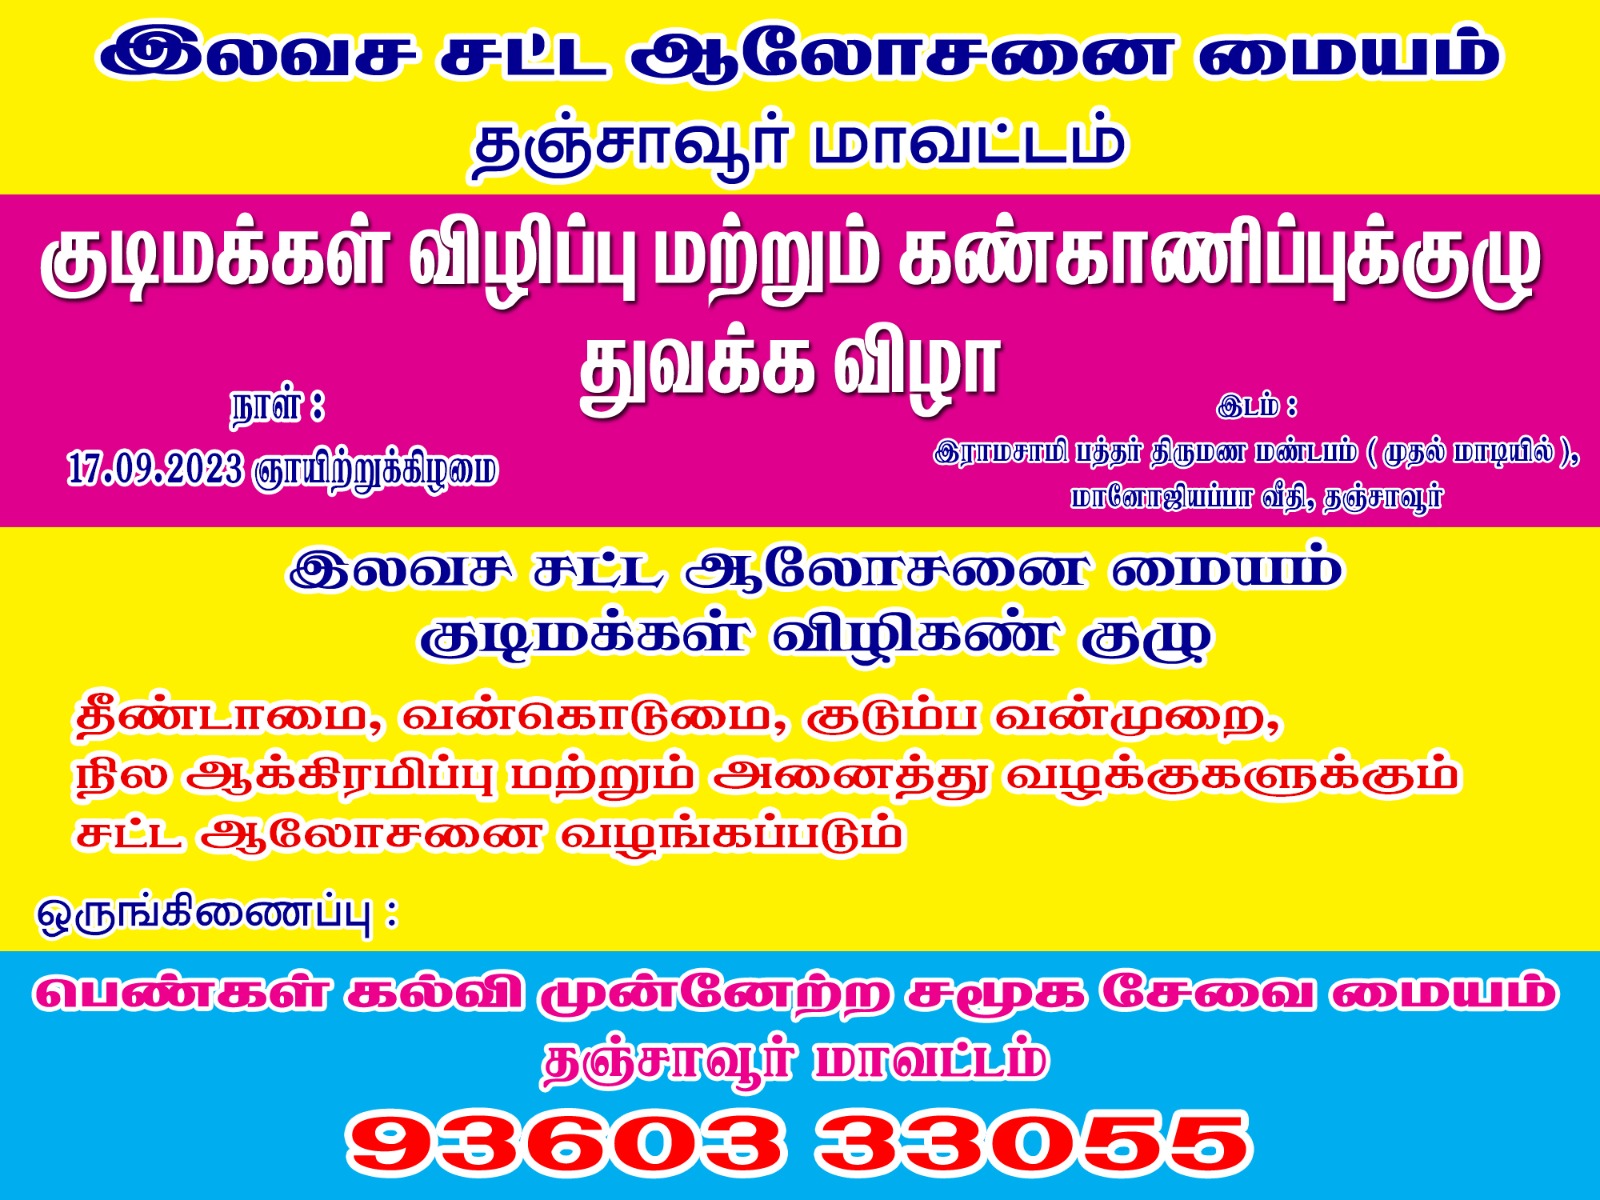 இலவச சட்ட ஆலோசனை மையம்
தஞ்சாவூர் மாவட்டம்
குடிமக்கள் விழிப்பு மற்றும் கண்காணிப்புக்குழு
துவக்க விழா
நாள் :
17.09.2023 ஞாயிற்றுக்கிழமை
இடம் :
இராமசாமி பத்தர் திருமண மண்டபம் ( முதல் மாடியில் ),
மானோஜியப்பா வீதி, தஞ்சாவூர்
இலவச சட்ட ஆலோசனை மையம்
குடிமக்கள் விழிகண் குழு
தீண்டாமை, வன்கொடுமை, குடும்ப வன்முறை,
நில ஆக்கிரமிப்பு மற்றும் அனைத்து வழக்குகளுக்கும்
சட்ட ஆலோசனை வழங்கப்படும்
ஒருங்கிணைப்பு :
பெண்கள் கல்வி முன்னேற்ற சமூக சேவை மையம்
தஞ்சாவூர் மாவட்டம்
93603 33055